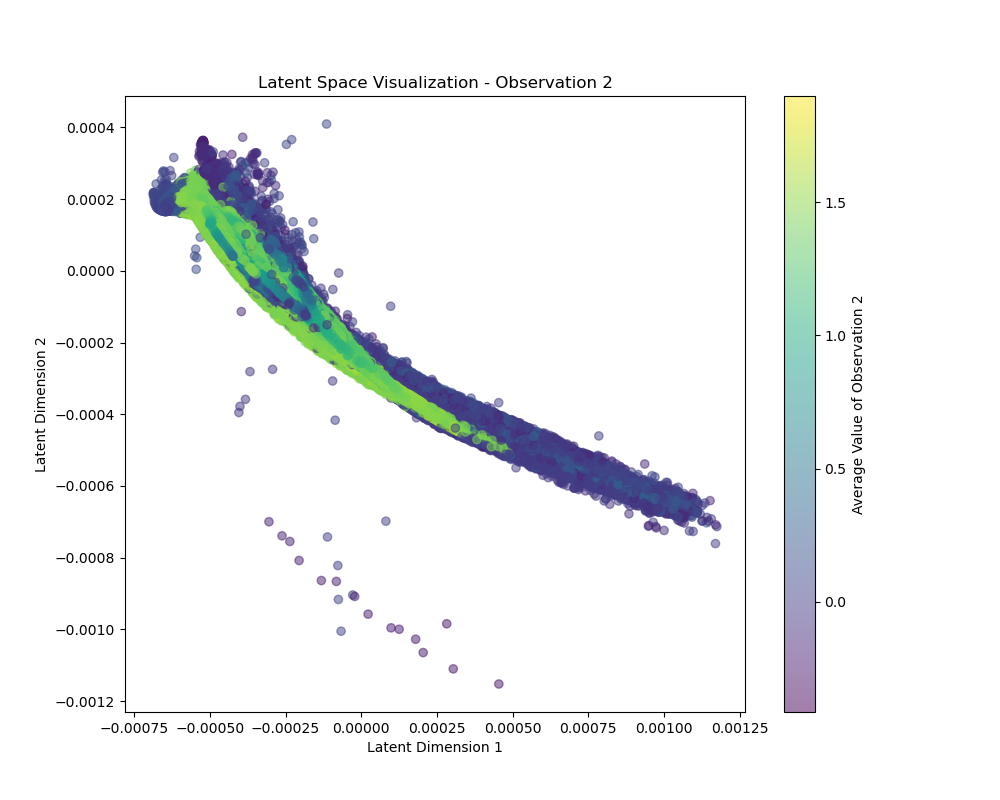 Latent Space Visualization - Observation 2
Latent Dimension 2
0.0004
0.0002
0.0000
−0.0002
−0.0004
−0.0006
−0.0008
−0.0010
−0.0012
−0.00075 −0.00050 −0.00025 0.00000 0.00025 0.00050 0.00075 0.00100 0.00125
Latent Dimension 1
1.5
1.0
0.5
0.0
Average Value of Observation 2